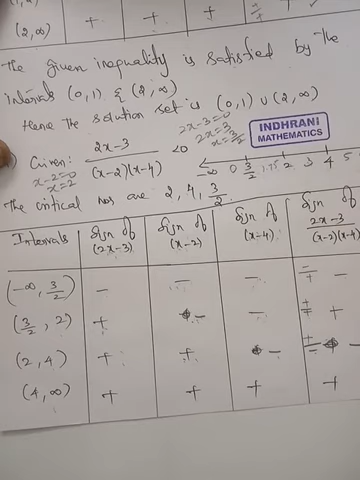 (2, ∞) + + +
The given inequality is satisfied by the
intervals (0, 1) & (2, ∞)
Hence the solution set is (0, 1) ∪ (2, ∞)
Given: (2x-3)/((x-2)(x-4)) < 0
2x-3=0
2x=3
x=3/2
INDHRANI
MATHEMATICS
x-2=0
x=2
-∞ 0 3/2 1.75 2 3 4 5
The critical nos are 2, 4, 3/2
Intervals | Sign of (2x-3) | Sign of (x-2) | Sign of (x-4) | Sign of (2x-3)/((x-2)(x-4))
(-∞, 3/2) - - - -/+ -
(3/2, 2) + - - +
(2, 4) + + - -
(4, ∞) + + + +